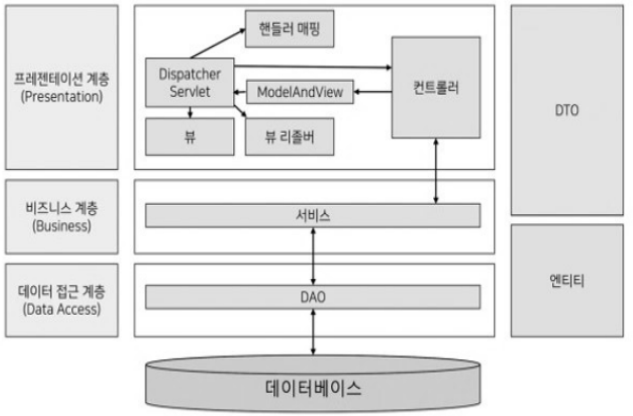 프레젠테이션 계층
(Presentation)
핸들러 매핑
Dispatcher
Servlet
ModelAndView
컨트롤러
뷰
뷰 리졸버
DTO
비즈니스 계층
(Business)
서비스
데이터 접근 계층
(Data Access)
DAO
엔티티
데이터베이스